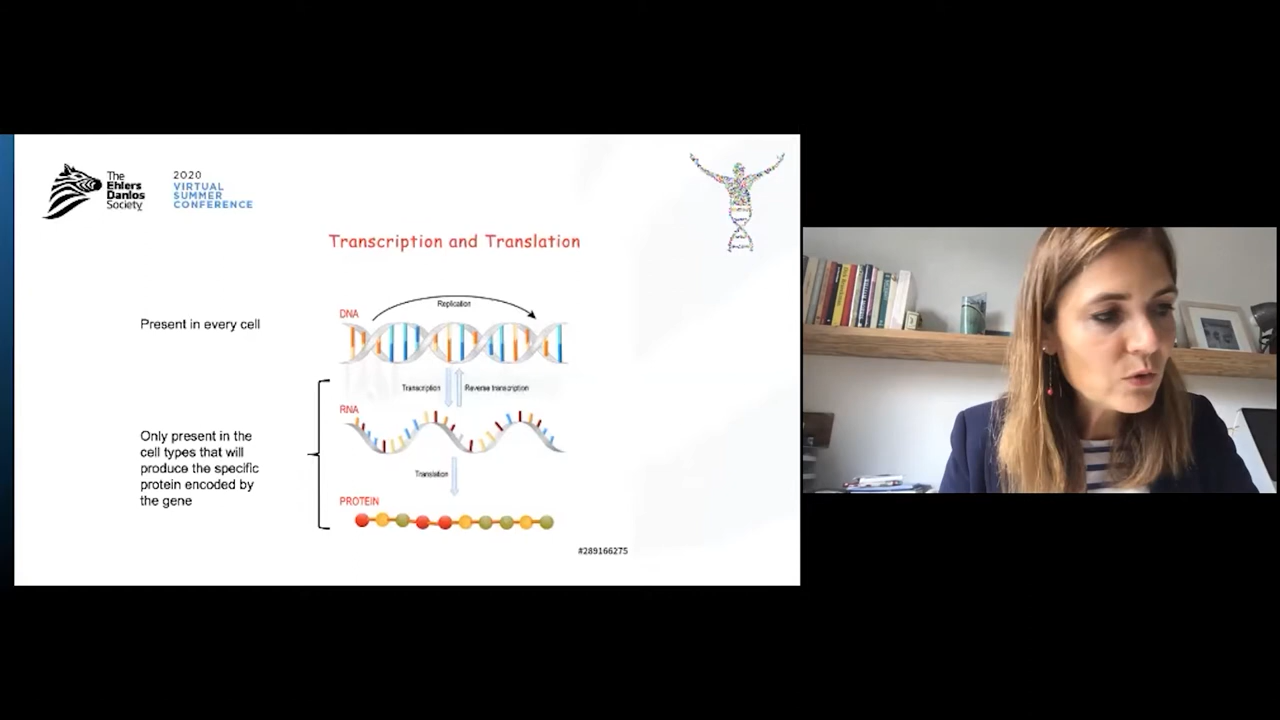 The
Ehlers
Danlos
Society
2020
VIRTUAL
SUMMER
CONFERENCE
Transcription and Translation
Present in every cell
Replication
DNA
Transcription
Reverse transcription
RNA
Only present in the
cell types that will
produce the specific
protein encoded by
the gene
Translation
PROTEIN
#289166275